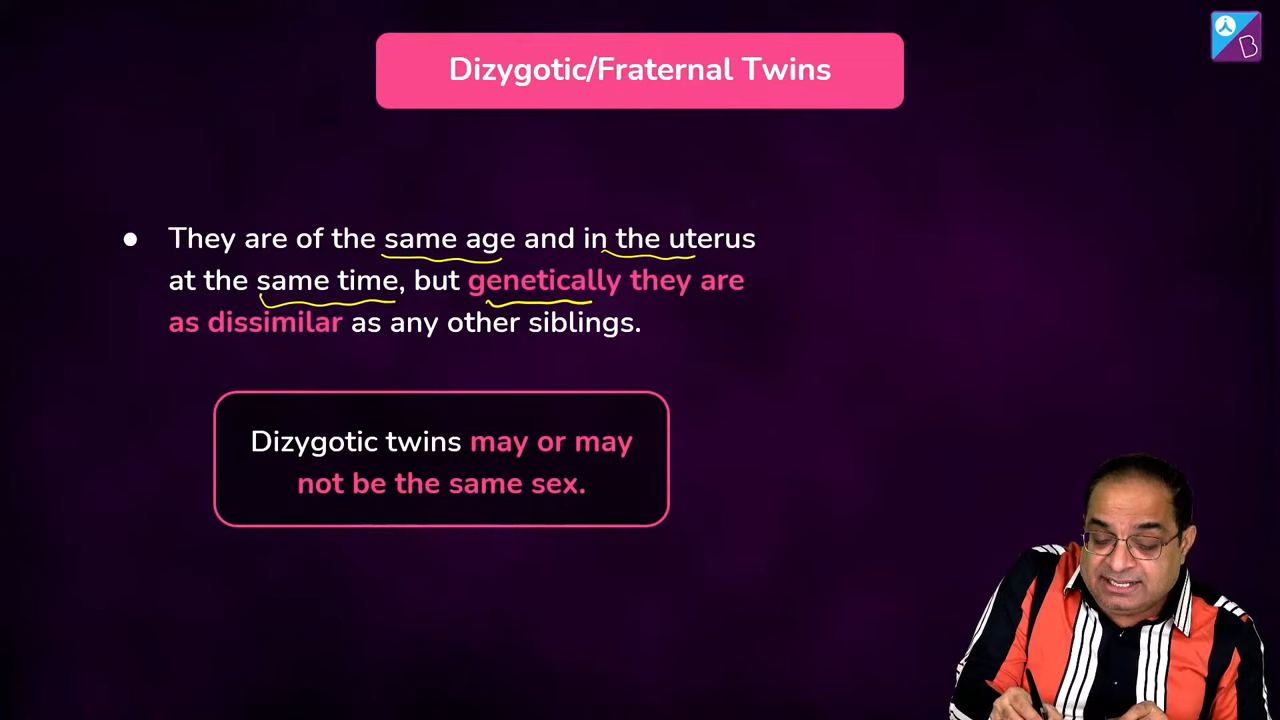 Dizygotic/Fraternal Twins
● They are of the same age and in the uterus
at the same time, but genetically they are
as dissimilar as any other siblings.
Dizygotic twins may or may
not be the same sex.
B